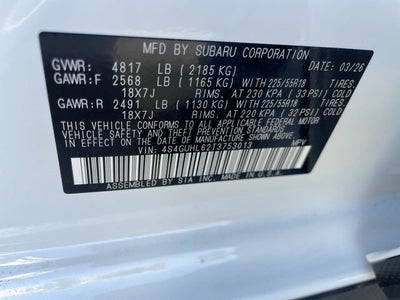 MFD BY SUBARU CORPORATION
GVWR: 4817 LB (2185 KG) DATE: 03/26
GAWR:F 2568 LB (1165 KG) WITH 225/55R18 TIRES
18X7J RIMS. AT 230 KPA (33 PSI) COLD
GAWR:R 2491 LB (1130 KG) WITH 225/55R18 TIRES
18X7J RIMS. AT 220 KPA (32 PSI) COLD
THIS VEHICLE CONFORMS TO ALL APPLICABLE FEDERAL MOTOR
VEHICLE SAFETY, BUMPER, AND THEFT PREVENTION STANDARDS
IN EFFECT ON THE DATE OF MANUFACTURE SHOWN ABOVE.
VIN: 4S4GUHL62T3753013 MPV
ASSEMBLED BY SIA INC. MADE IN U.S.A.